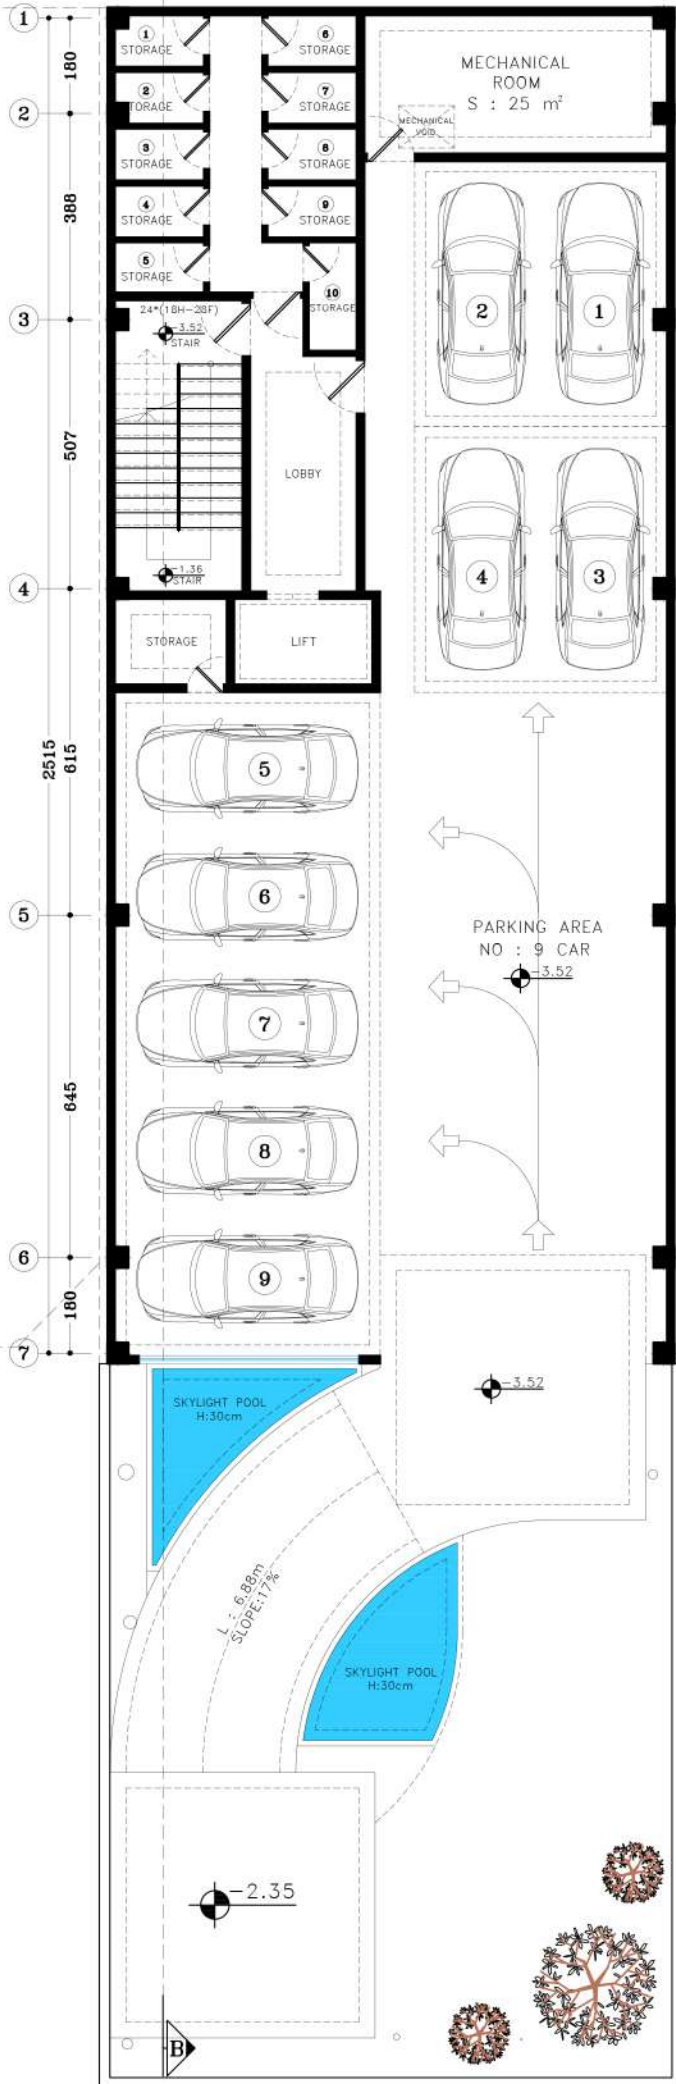 1
180
2
388
3
507
4
2515
615
5
645
6
180
7
1
STORAGE
2
STORAGE
3
STORAGE
4
STORAGE
5
STORAGE
6
STORAGE
7
STORAGE
8
STORAGE
9
STORAGE
10
STORAGE
MECHANICAL
ROOM
S : 25 m²
MECHANICAL
VOID
24*(18H-28F)
-3.52
STAIR
LOBBY
-1.36
STAIR
STORAGE
LIFT
2
1
4
3
5
6
7
8
9
PARKING AREA
NO : 9 CAR
-3.52
-3.52
SKYLIGHT POOL
H:30cm
L : 6.88m
SLOPE:17%
SKYLIGHT POOL
H:30cm
-2.35
B